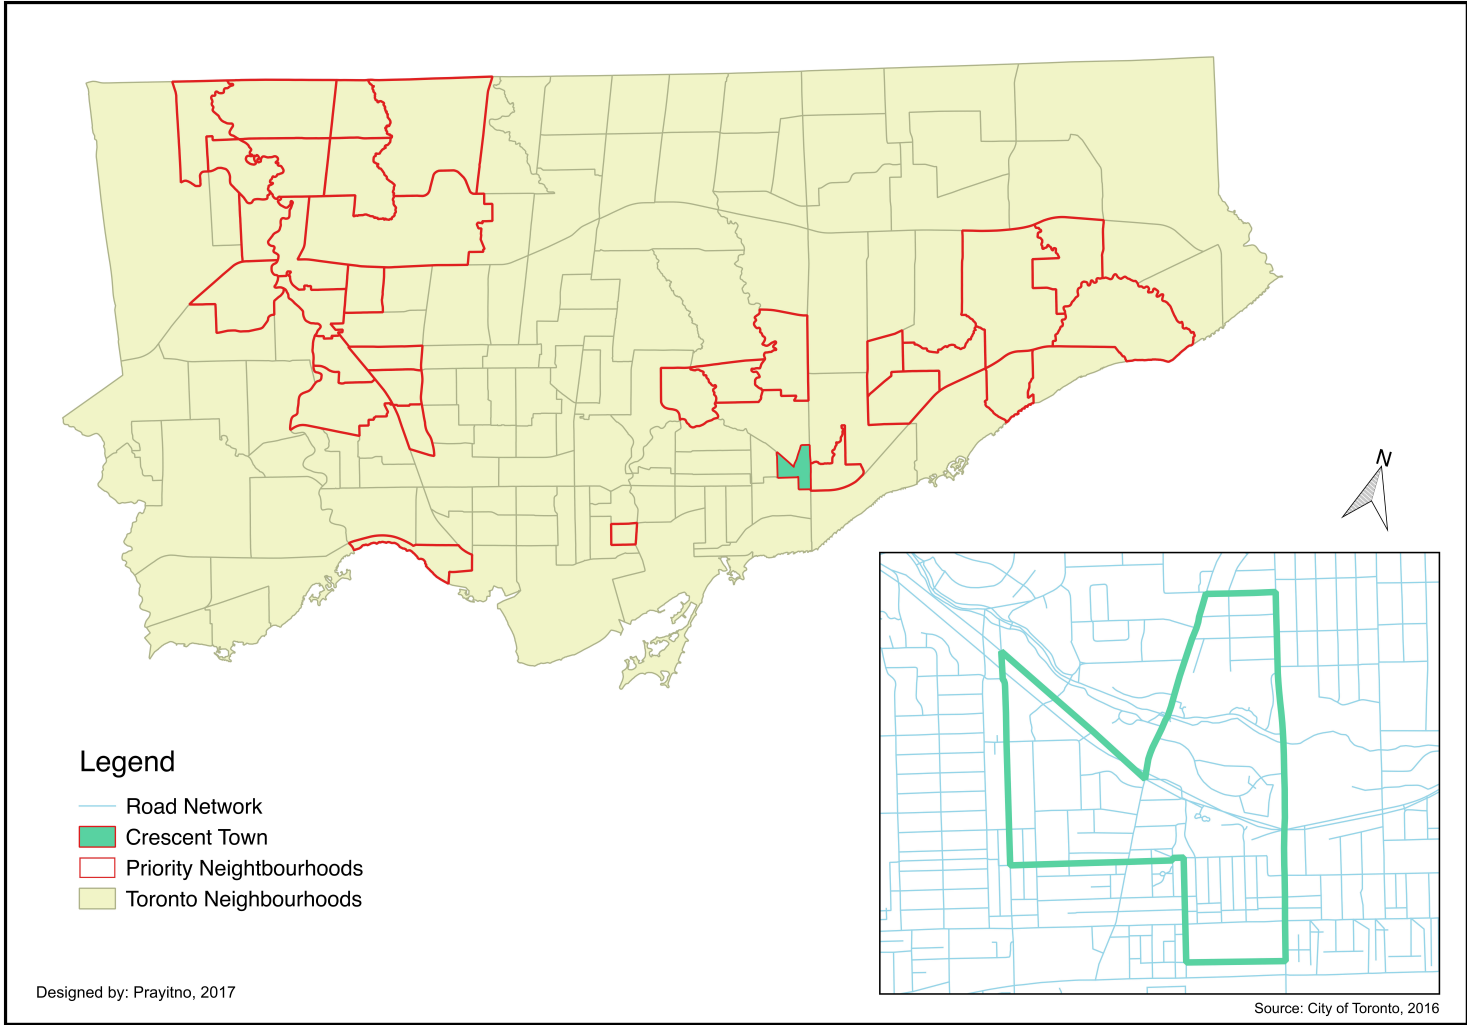 N
Legend
Road Network
Crescent Town
Priority Neightbourhoods
Toronto Neighbourhoods
Designed by: Prayitno, 2017
Source: City of Toronto, 2016